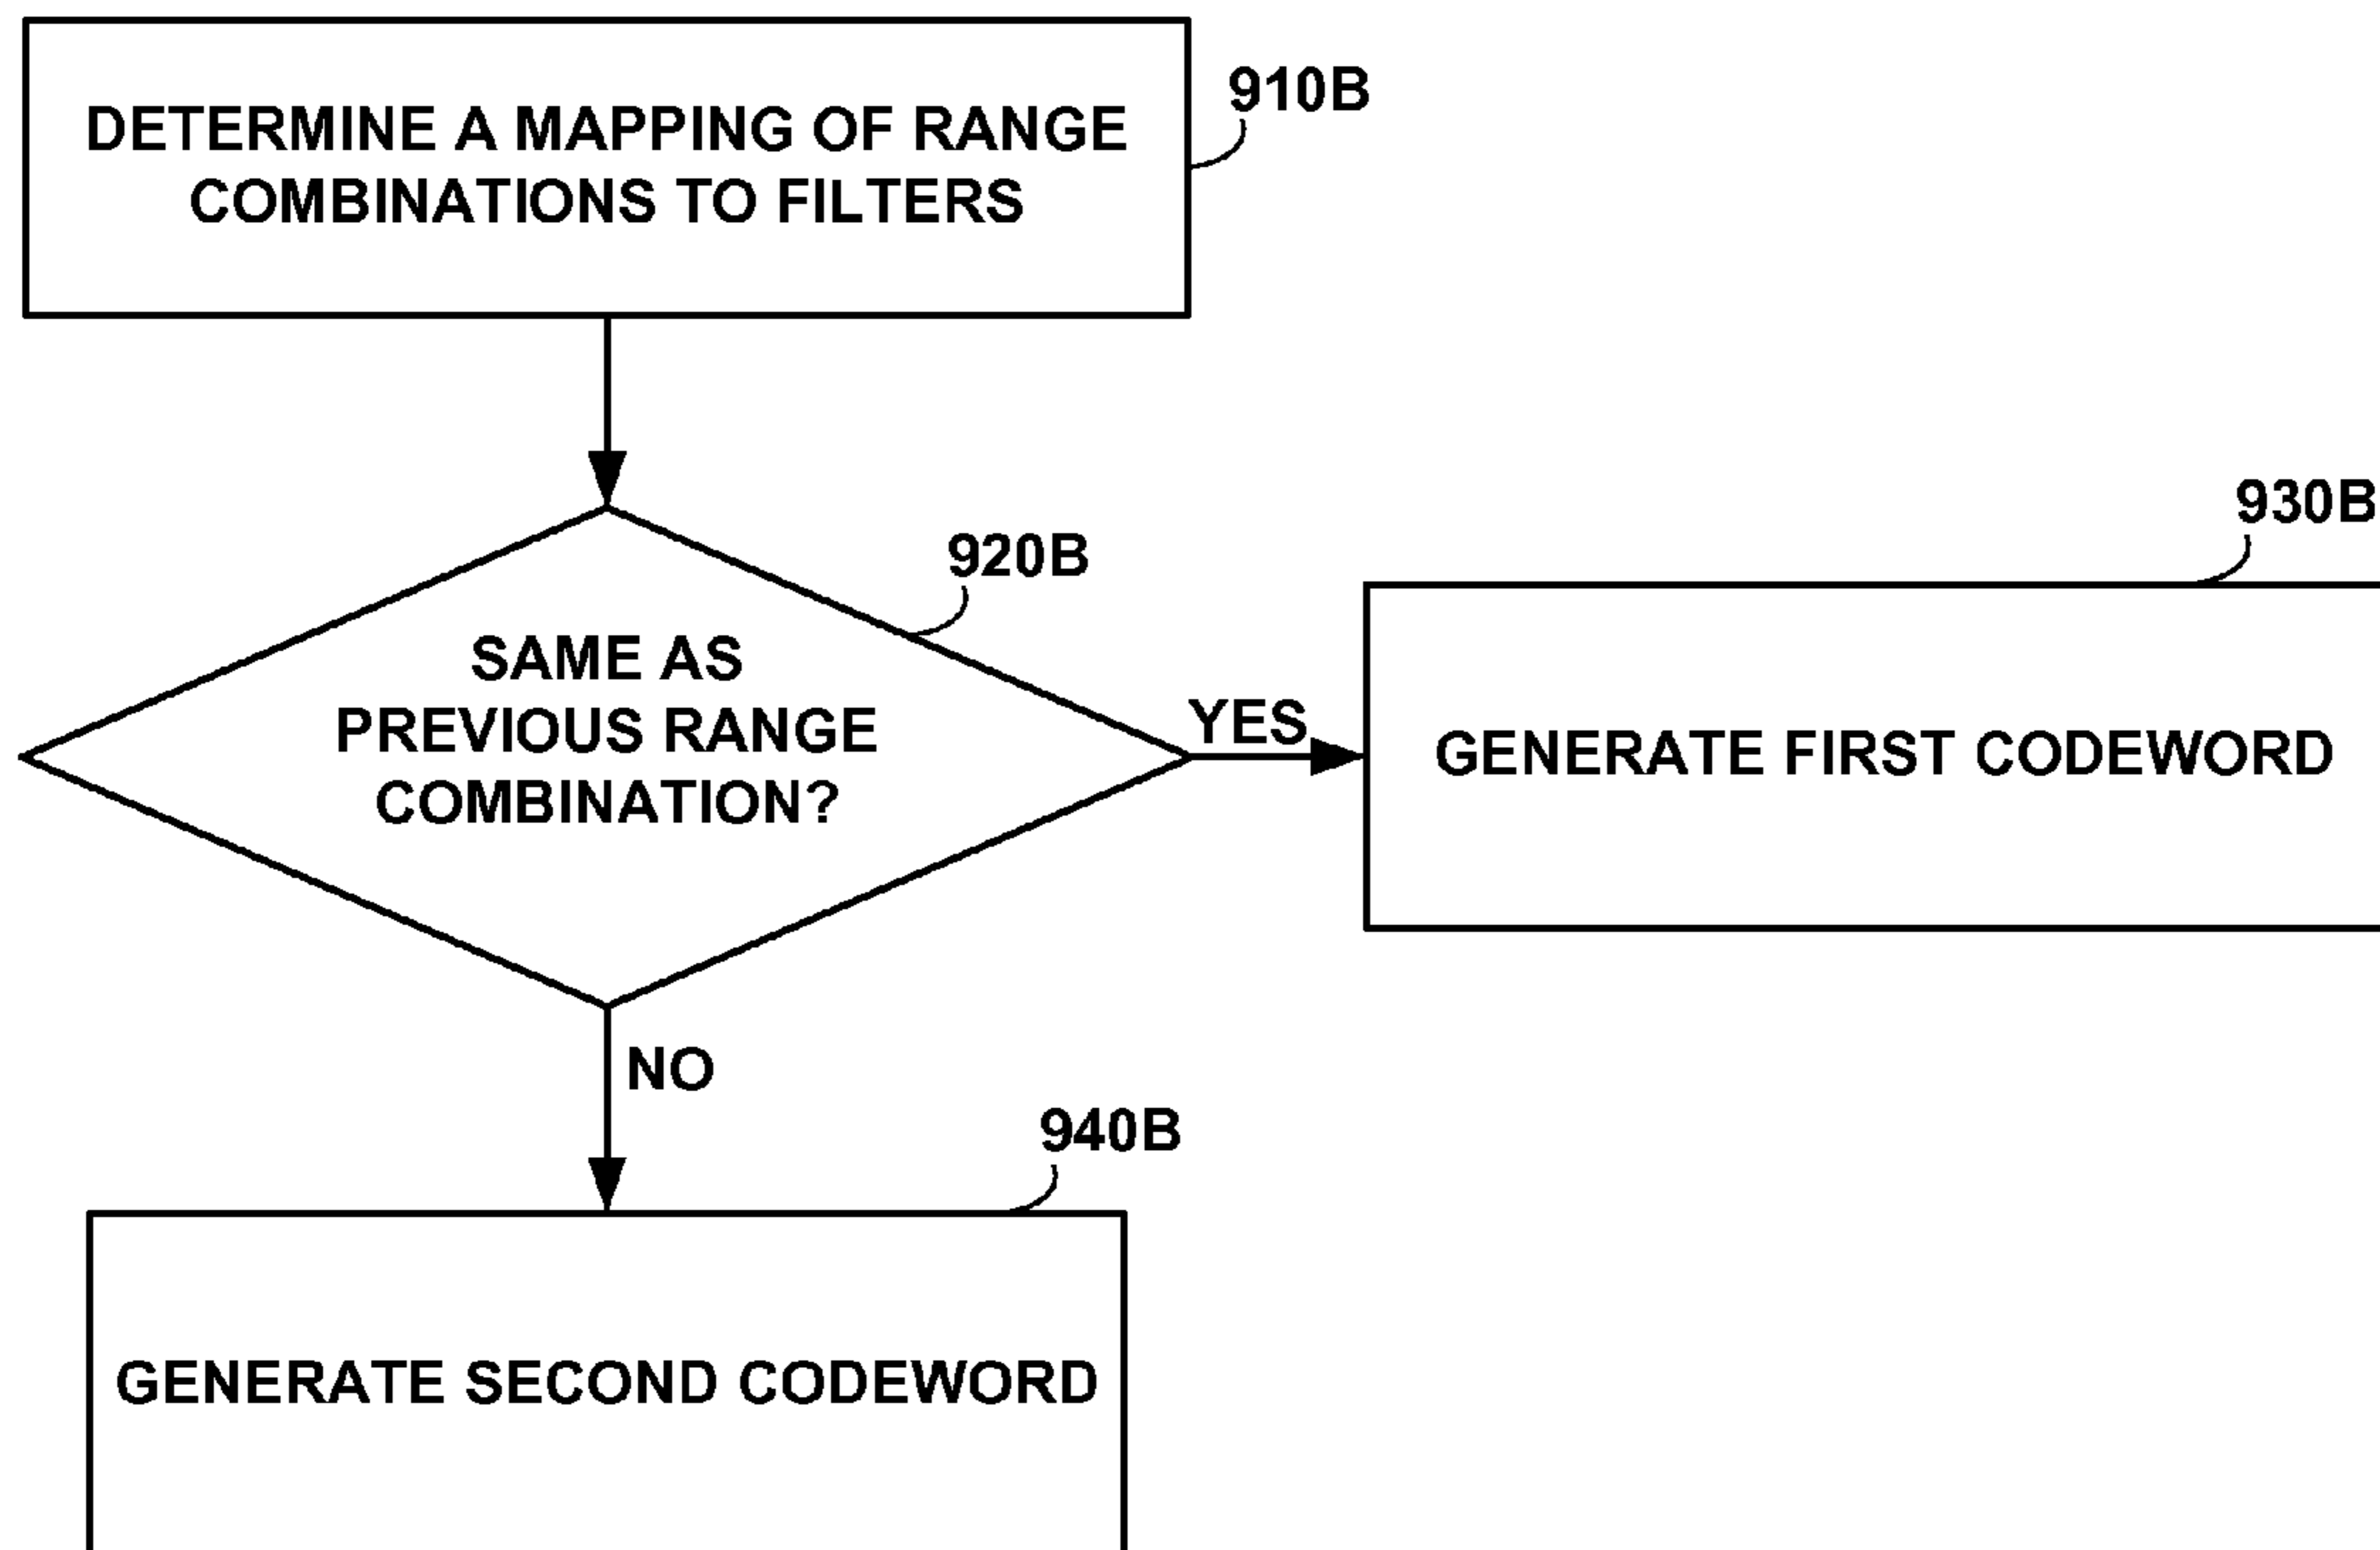 910B
DETERMINE A MAPPING OF RANGE
COMBINATIONS TO FILTERS
920B
SAME AS
PREVIOUS RANGE
COMBINATION?
YES
930B
GENERATE FIRST CODEWORD
NO
940B
GENERATE SECOND CODEWORD